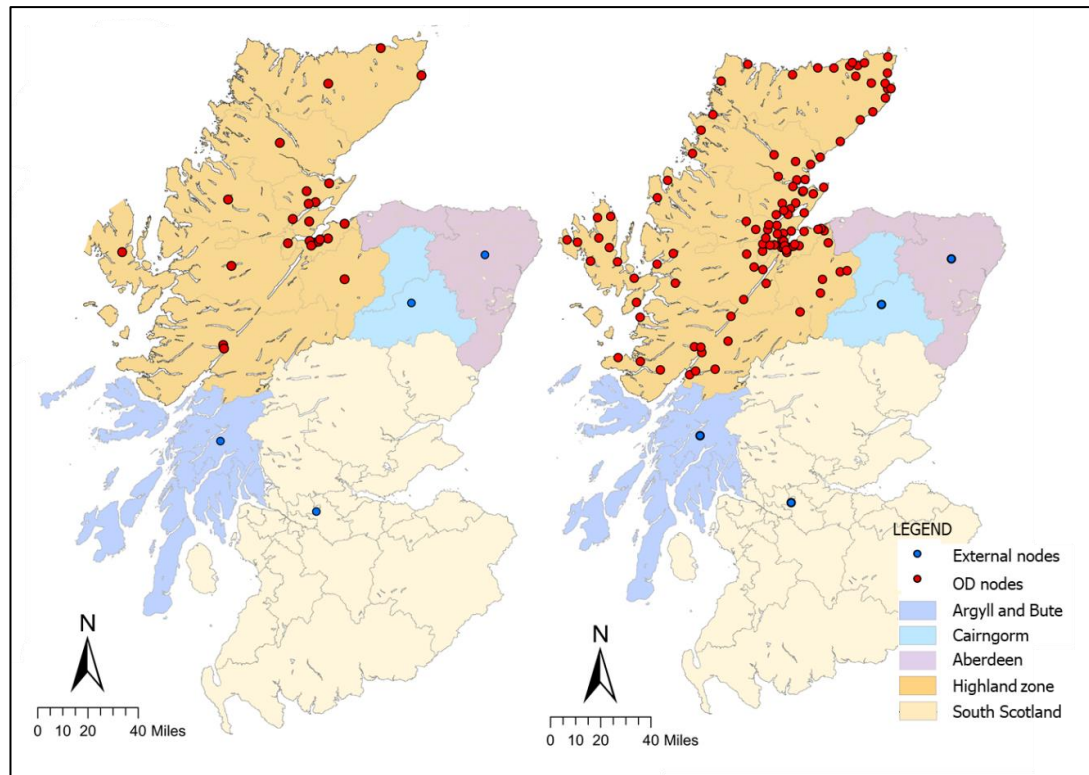 LEGEND
External nodes
OD nodes
Argyll and Bute
Cairngorm
Aberdeen
Highland zone
South Scotland
N
0 10 20 40 Miles
N
0 10 20 40 Miles